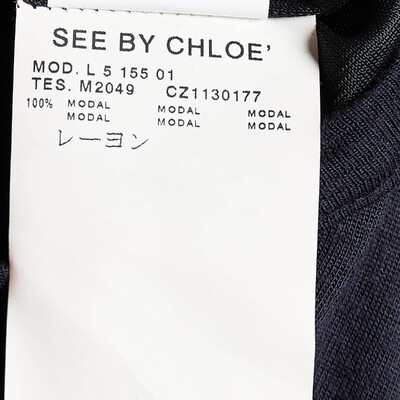 SEE BY CHLOE'
MOD. L 5 155 01
TES. M2049 CZ1130177
100% MODAL MODAL MODAL
MODAL MODAL MODAL
レーヨン